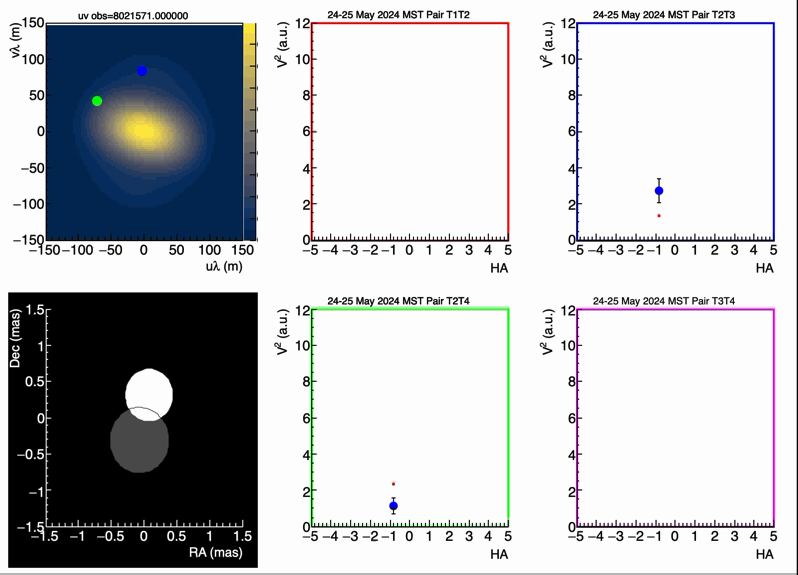 uv obs=8021571.000000
vλ (m)
150
100
50
0
−50
−100
−150
−150−100 −50 0 50 100 150
uλ (m)
24-25 May 2024 MST Pair T1T2
V² (a.u.)
12
10
8
6
4
2
0
−5 −4 −3 −2 −1 0 1 2 3 4 5
HA
24-25 May 2024 MST Pair T2T3
V² (a.u.)
12
10
8
6
4
2
0
−5 −4 −3 −2 −1 0 1 2 3 4 5
HA
Dec (mas)
1.5
1
0.5
0
−0.5
−1
−1.5
−1.5 −1 −0.5 0 0.5 1 1.5
RA (mas)
24-25 May 2024 MST Pair T2T4
V² (a.u.)
12
10
8
6
4
2
0
−5 −4 −3 −2 −1 0 1 2 3 4 5
HA
24-25 May 2024 MST Pair T3T4
V² (a.u.)
12
10
8
6
4
2
0
−5 −4 −3 −2 −1 0 1 2 3 4 5
HA